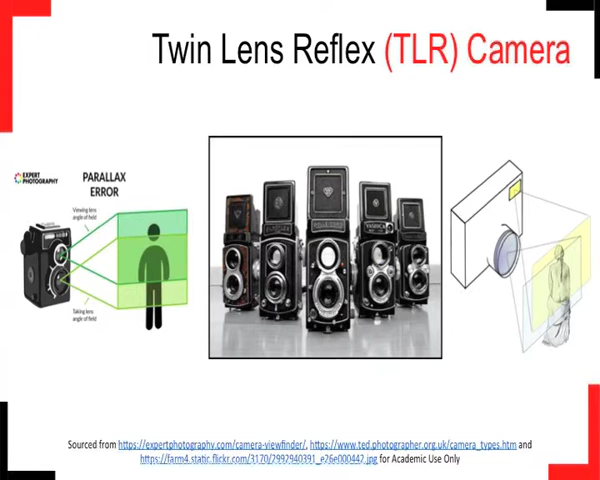 Twin Lens Reflex (TLR) Camera
EXPERT
PHOTOGRAPHY
PARALLAX
ERROR
Viewing lens
angle of field
Taking lens
angle of field
YASHICA
Sourced from https://expertphotography.com/camera-viewfinder/, https://www.ted.photographer.org.uk/camera_types.htm and
https://farm4.static.flickr.com/3170/2992940391_e26e000442.jpg for Academic Use Only